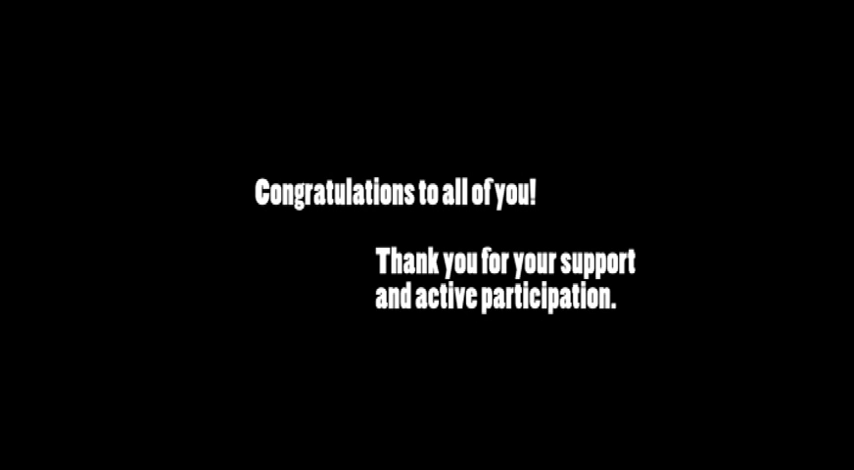 Congratulations to all of you!
Thank you for your support
and active participation.